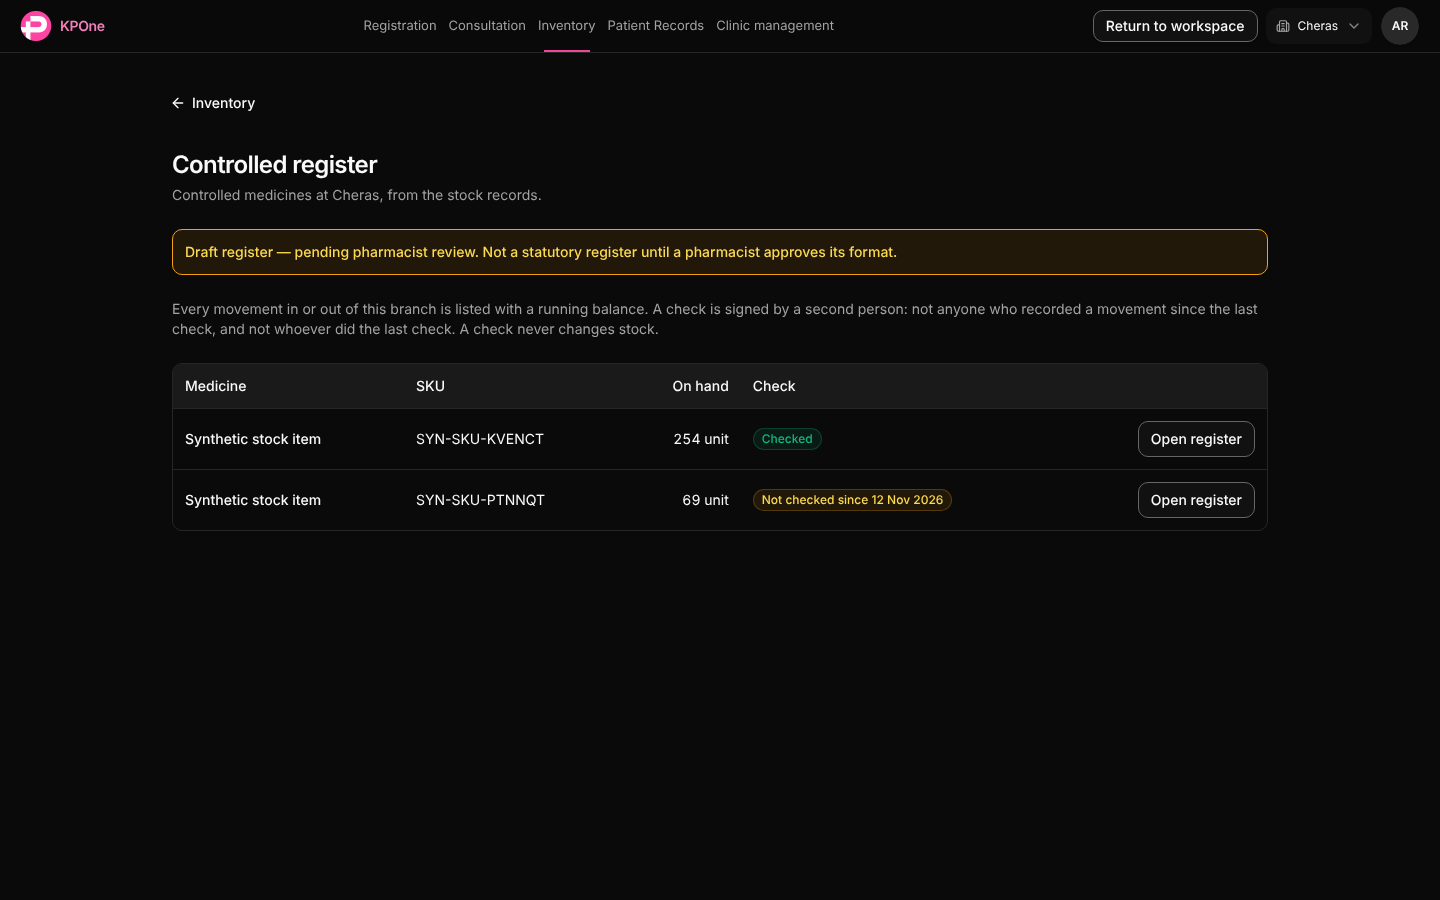 KPOne
Registration Consultation Inventory Patient Records Clinic management
Return to workspace
Cheras
AR
Inventory
Controlled register
Controlled medicines at Cheras, from the stock records.
Draft register — pending pharmacist review. Not a statutory register until a pharmacist approves its format.
Every movement in or out of this branch is listed with a running balance. A check is signed by a second person: not anyone who recorded a movement since the last
check, and not whoever did the last check. A check never changes stock.
Medicine SKU On hand Check
Synthetic stock item SYN-SKU-KVENCT 254 unit Checked Open register
Synthetic stock item SYN-SKU-PTNNQT 69 unit Not checked since 12 Nov 2026 Open register